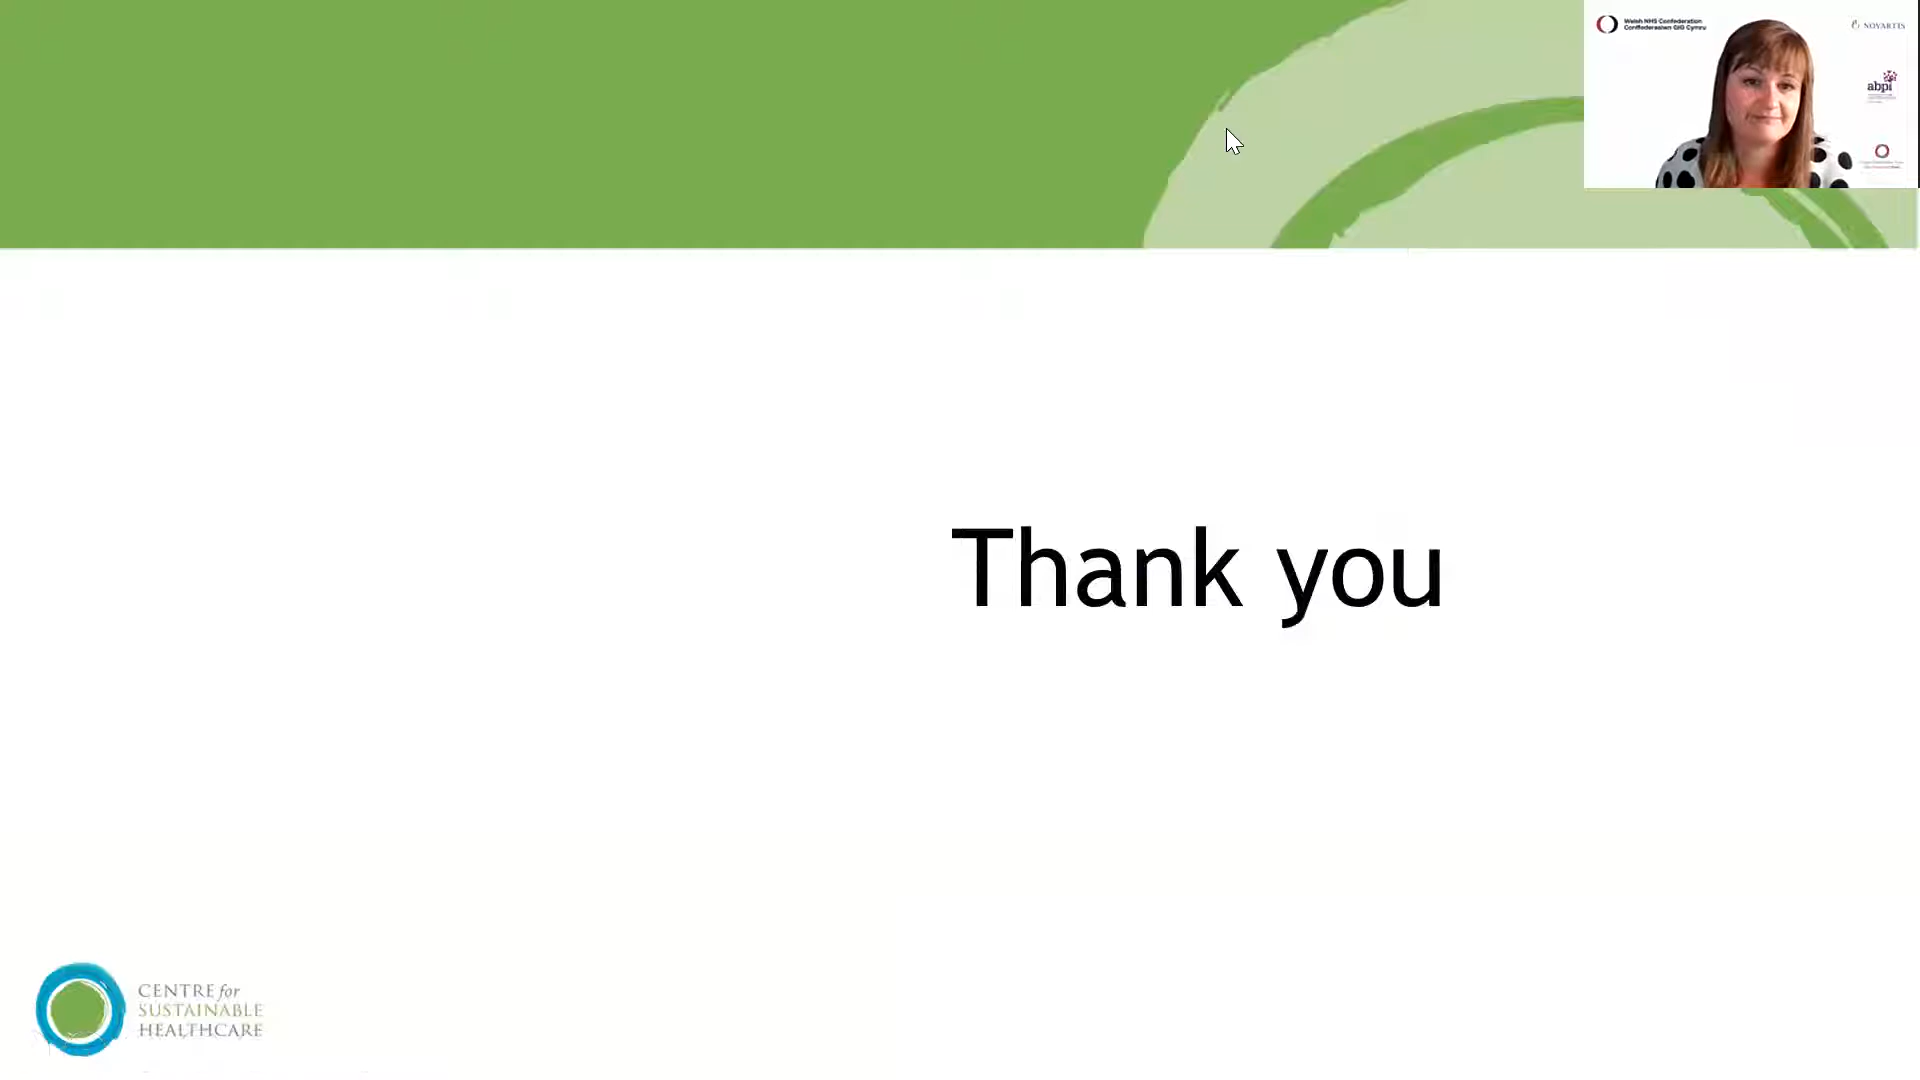 Welsh NHS Confederation
Conffederasiwn GIG Cymru
NOVARTIS
abpi
Thank you
CENTRE for
SUSTAINABLE
HEALTHCARE